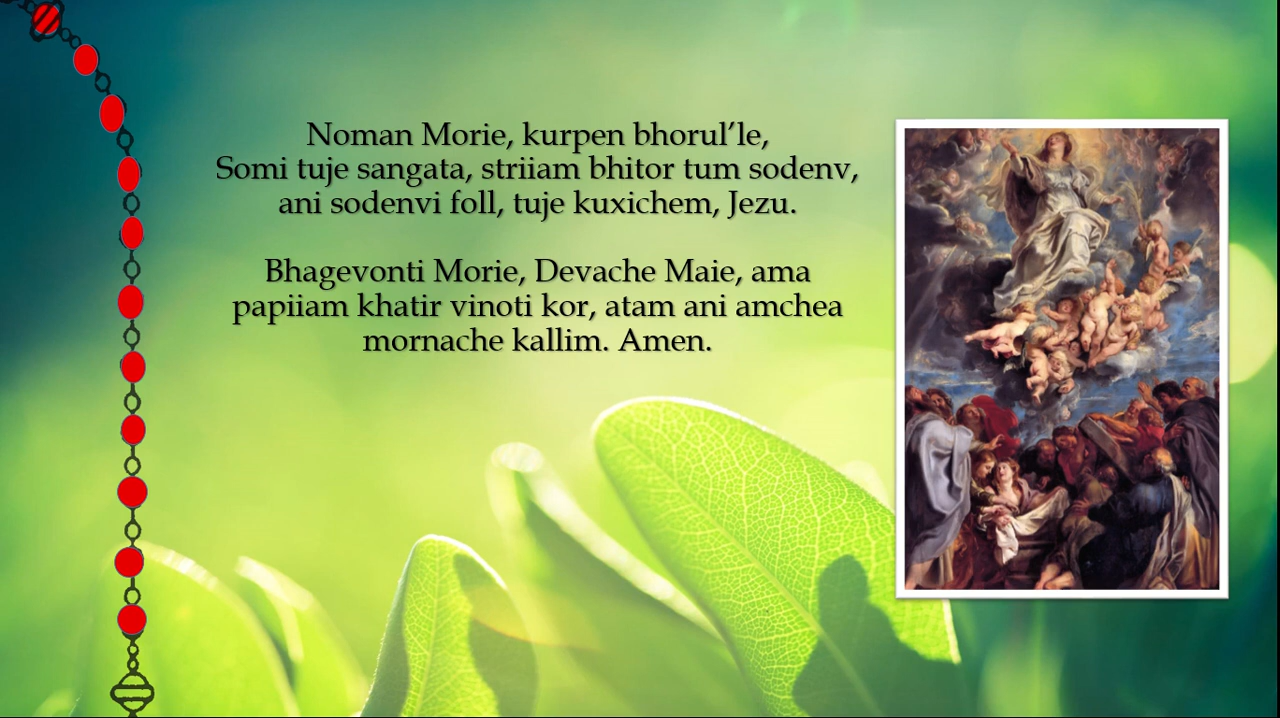 Noman Morie, kurpen bhorul’le,
Somi tuje sangata, striiam bhitor tum sodenv,
ani sodenvi foll, tuje kuxichem, Jezu.
Bhagevonti Morie, Devache Maie, ama
papiiam khatir vinoti kor, atam ani amchea
mornache kallim. Amen.